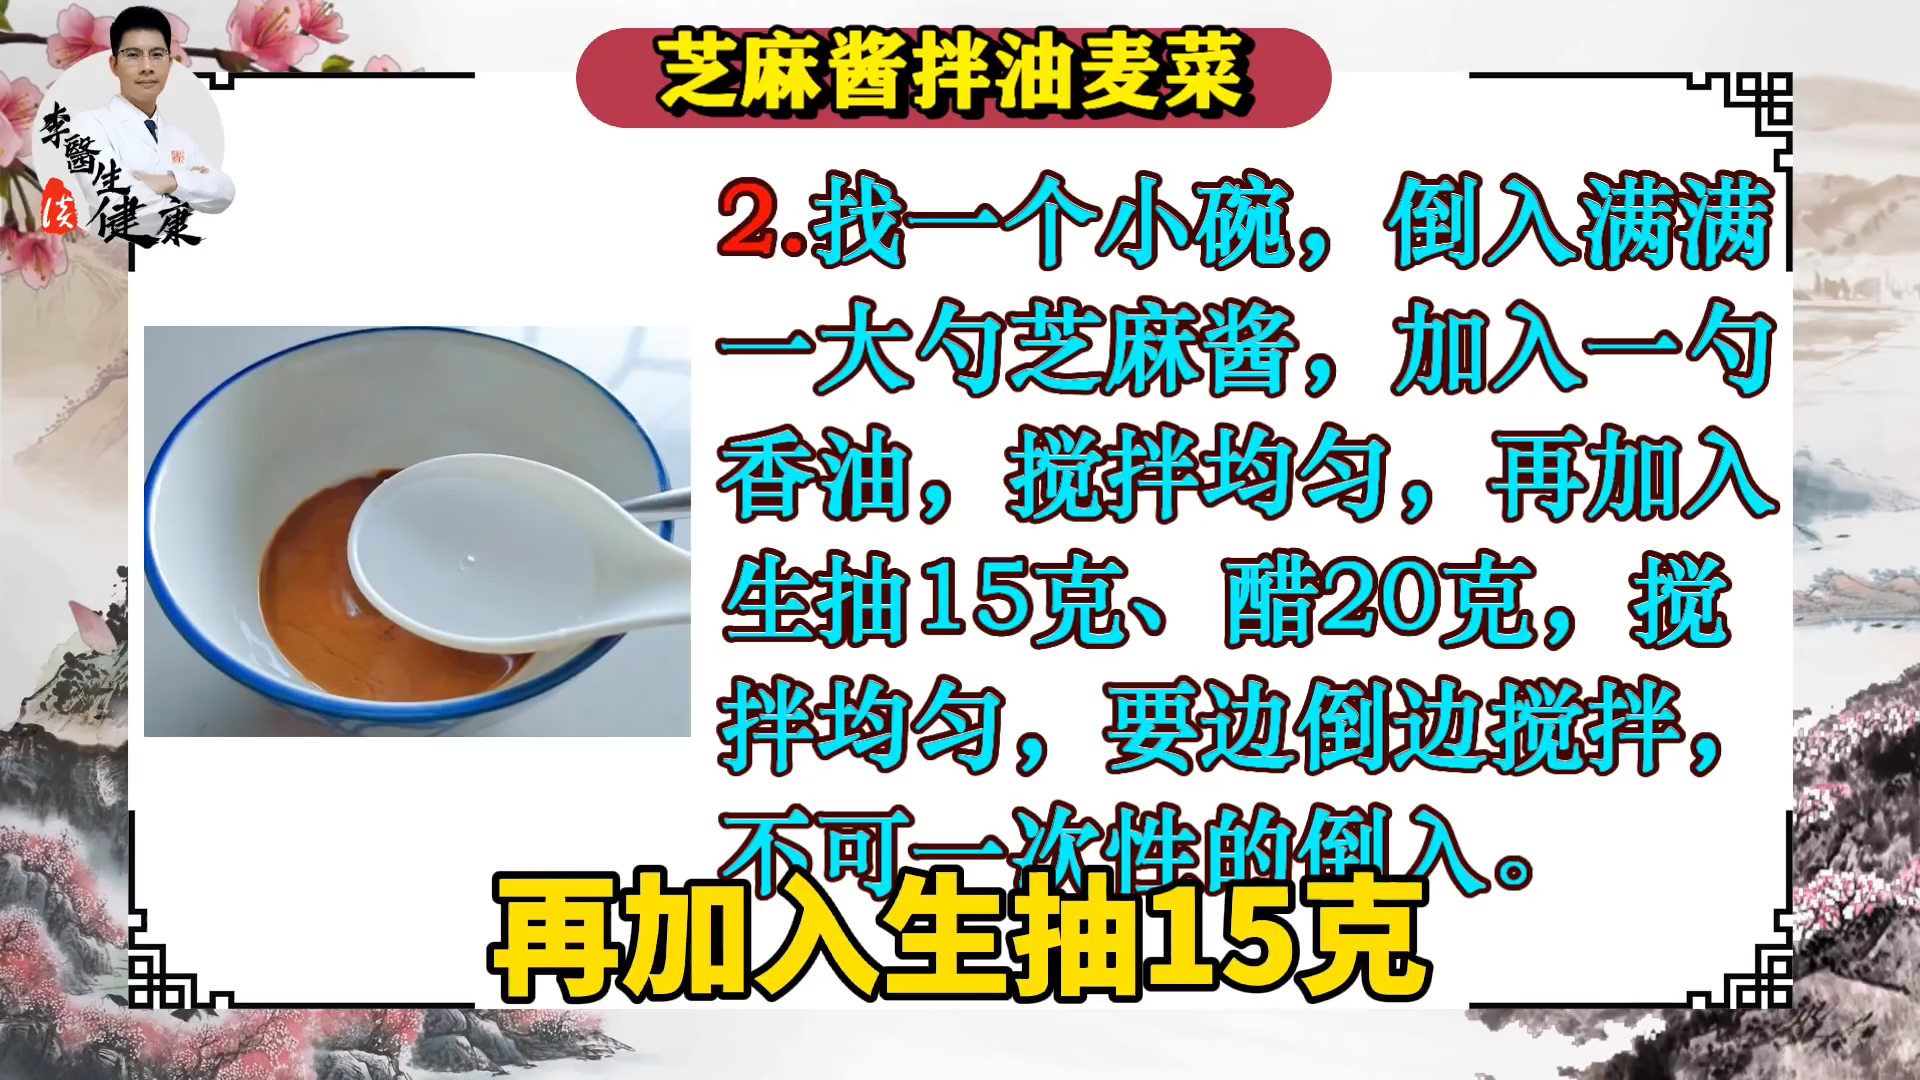 芝麻酱拌油麦菜
李醫生
谈
健康
2.找一个小碗，倒入满满
一大勺芝麻酱，加入一勺
香油，搅拌均匀，再加入
生抽15克、醋20克，搅
拌均匀，要边倒边搅拌，
不可一次性的倒入。
再加入生抽15克